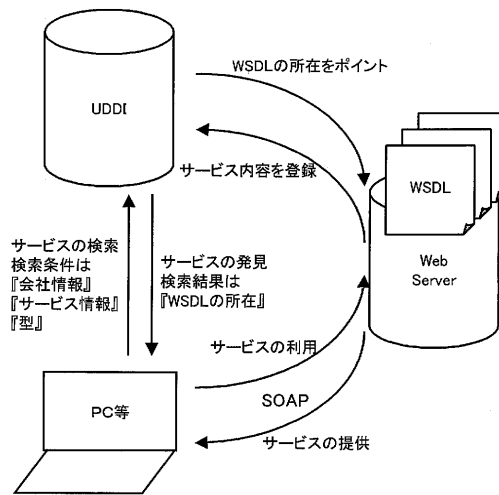 WSDLの所在をポイント
UDDI
サービス内容を登録
WSDL
Web
Server
サービスの検索
検索条件は
『会社情報』
『サービス情報』
『型』
サービスの発見
検索結果は
『WSDLの所在』
サービスの利用
PC等
SOAP
サービスの提供